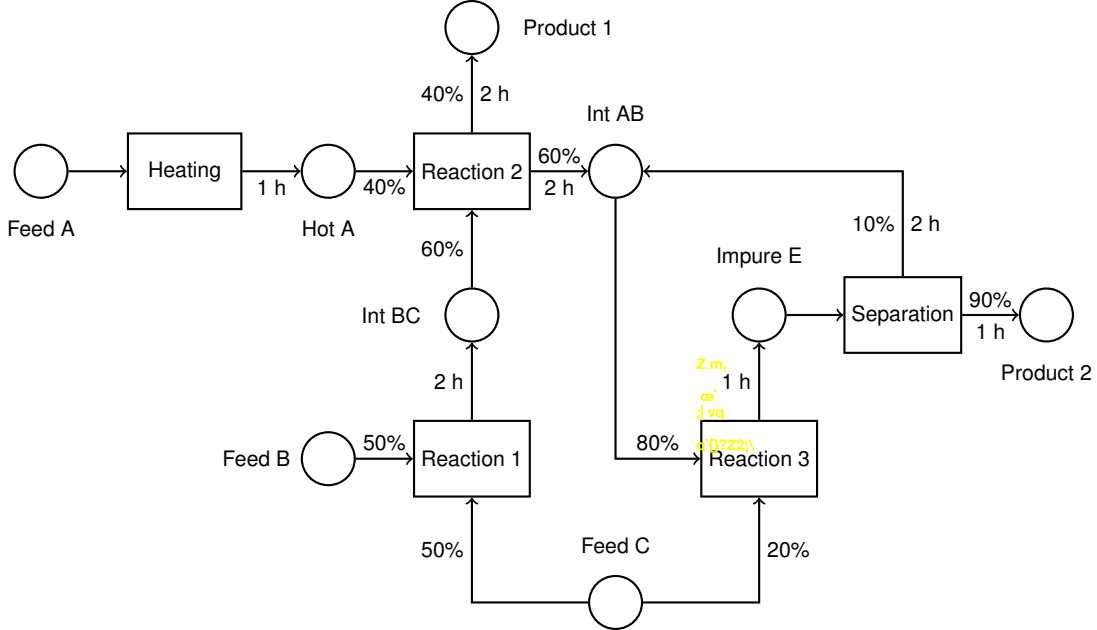 Product 1
40% 2 h
Int AB
Heating
Reaction 2
60%
1 h
40%
2 h
Feed A
Hot A
60%
10% 2 h
Impure E
Int BC
Separation
90%
1 h
Product 2
2 h
1 h
Feed B
50%
Reaction 1
80%
Reaction 3
50%
Feed C
20%